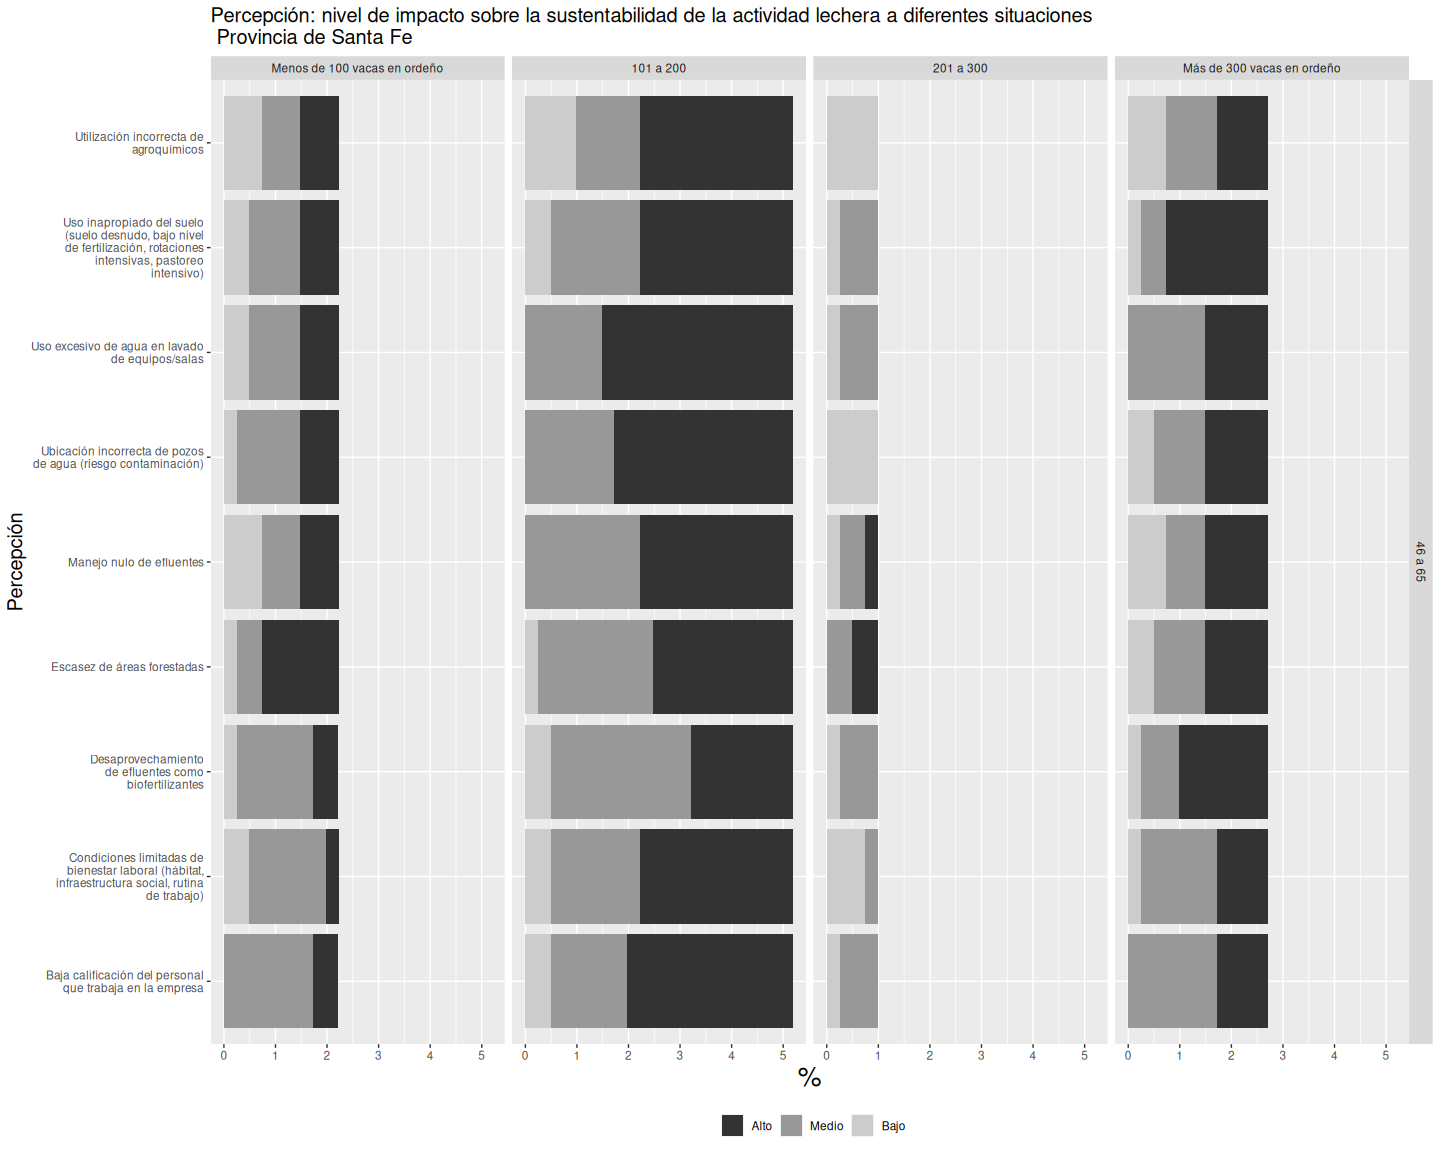 Percepción: nivel de impacto sobre la sustentabilidad de la actividad lechera a diferentes situaciones
Provincia de Santa Fe
Menos de 100 vacas en ordeño
101 a 200
201 a 300
Más de 300 vacas en ordeño
Utilización incorrecta de
agroquímicos
Uso inapropiado del suelo
(suelo desnudo, bajo nivel
de fertilización, rotaciones
intensivas, pastoreo
intensivo)
Uso excesivo de agua en lavado
de equipos/salas
Ubicación incorrecta de pozos
de agua (riesgo contaminación)
Manejo nulo de efluentes
Escasez de áreas forestadas
Desaprovechamiento
de efluentes como
biofertilizantes
Condiciones limitadas de
bienestar laboral (hábitat,
infraestructura social, rutina
de trabajo)
Baja calificación del personal
que trabaja en la empresa
Percepción
46 a 65
0 1 2 3 4 5
0 1 2 3 4 5
0 1 2 3 4 5
0 1 2 3 4 5
%
Alto Medio Bajo